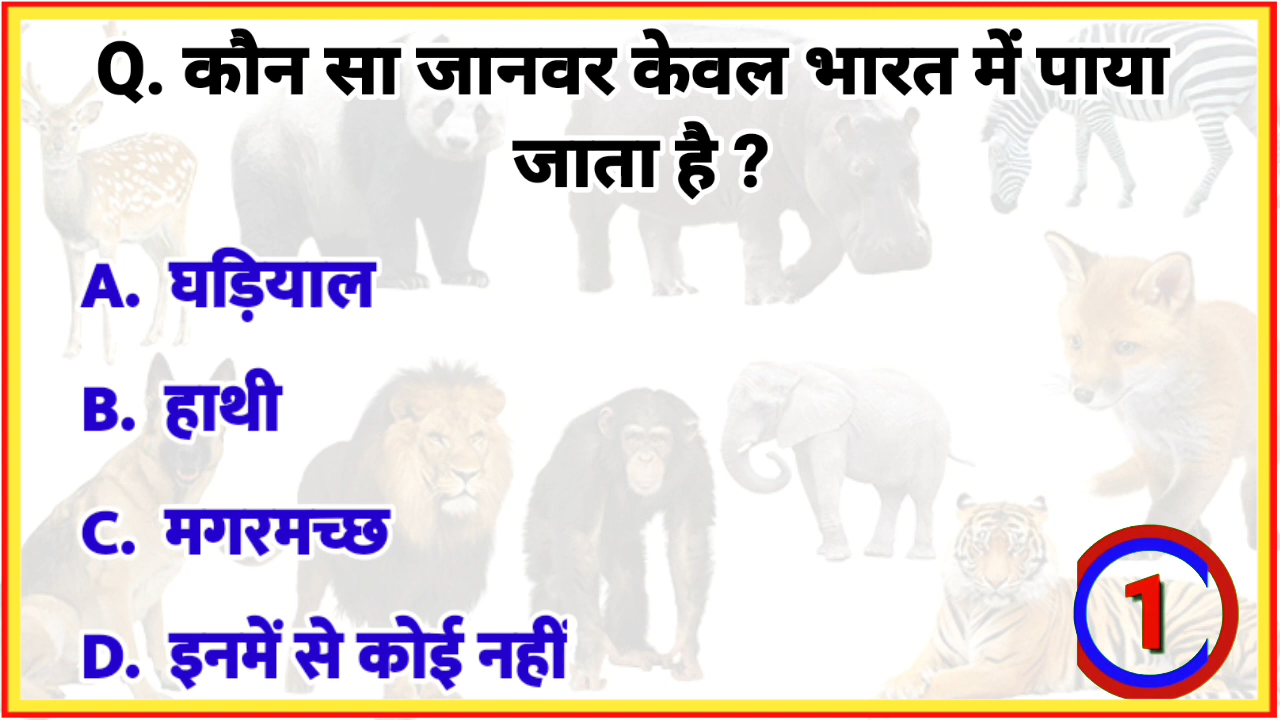 Q. कौन सा जानवर केवल भारत में पाया
जाता है ?
A. घड़ियाल
B. हाथी
C. मगरमच्छ
D. इनमें से कोई नहीं
1